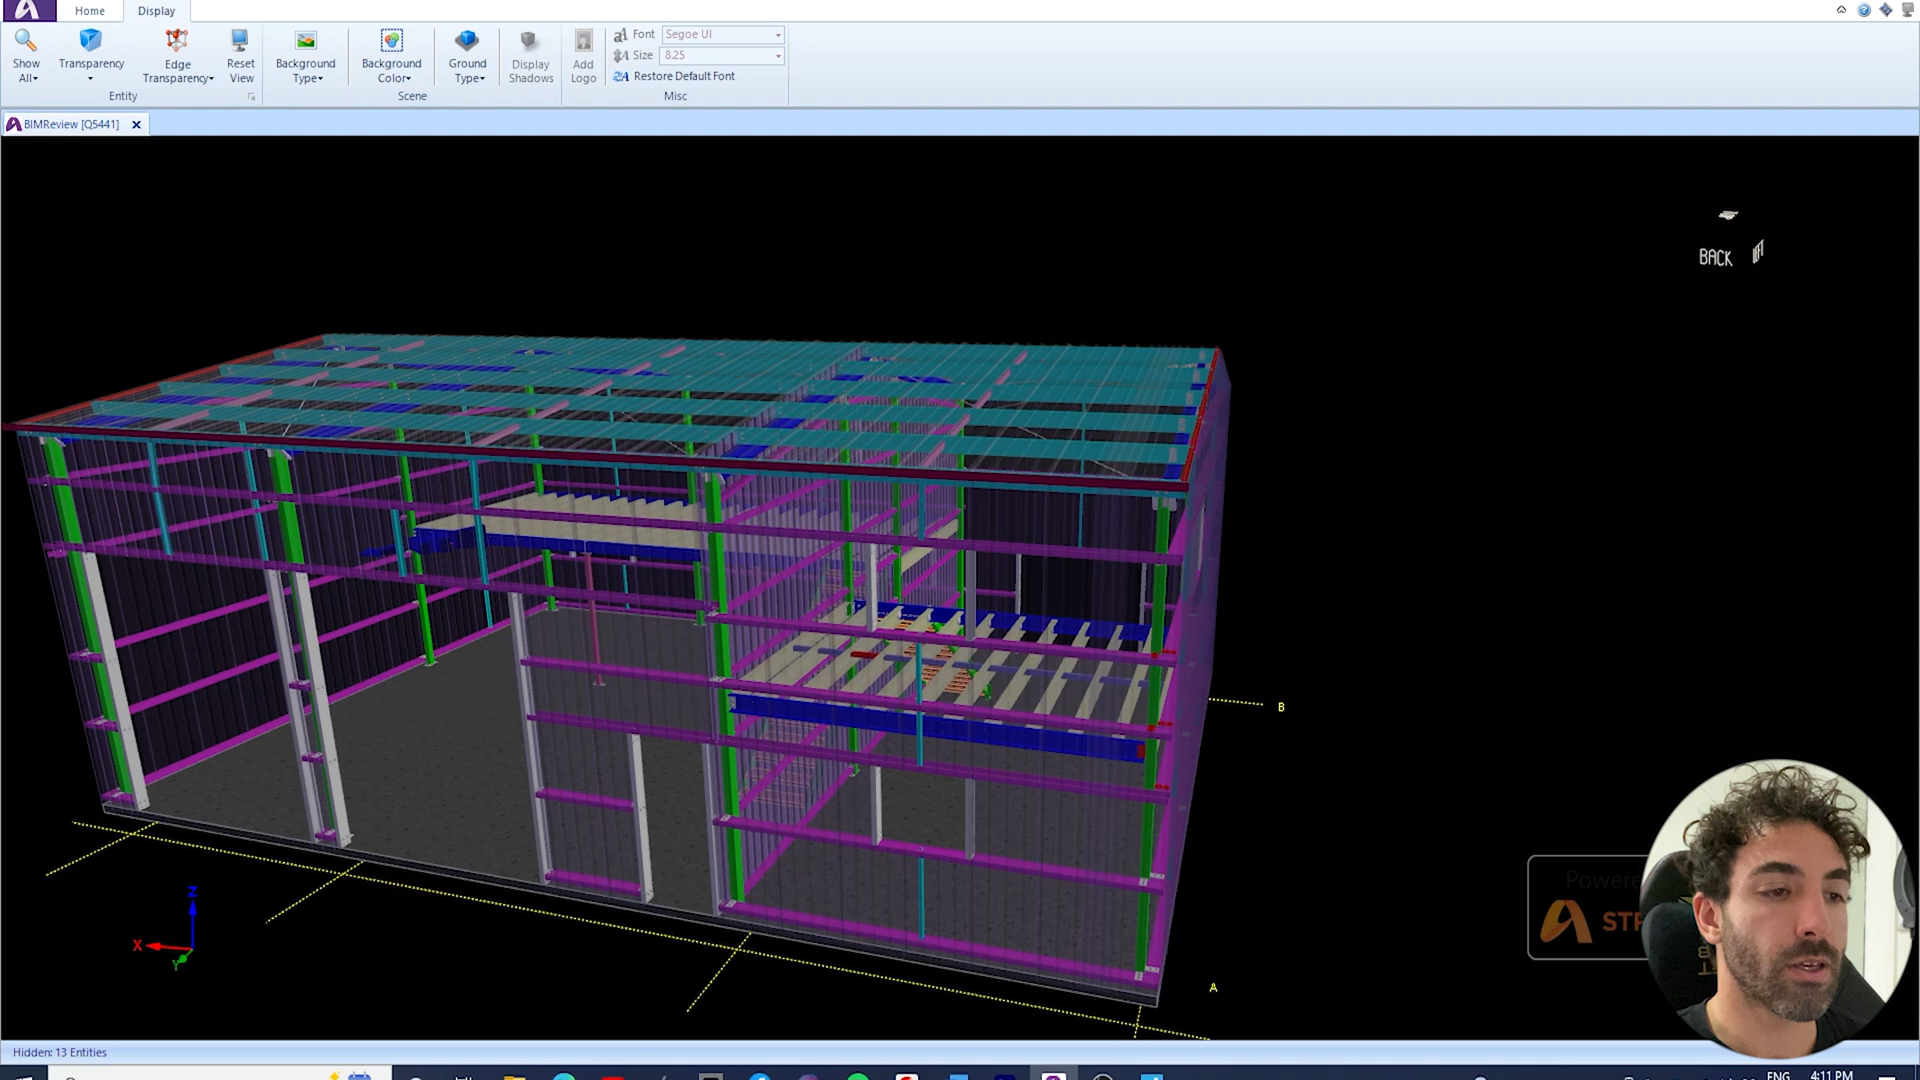 Home
Display
Show
All
Transparency
Edge
Transparency
Reset
View
Entity
Background
Type
Background
Color
Ground
Type
Scene
Display
Shadows
Add
Logo
Font
Segoe UI
Size
8.25
Restore Default Font
Misc
BIMReview [Q5441]
BACK
B
A
Z
X
Y
Hidden: 13 Entities
ENG
4:11 PM